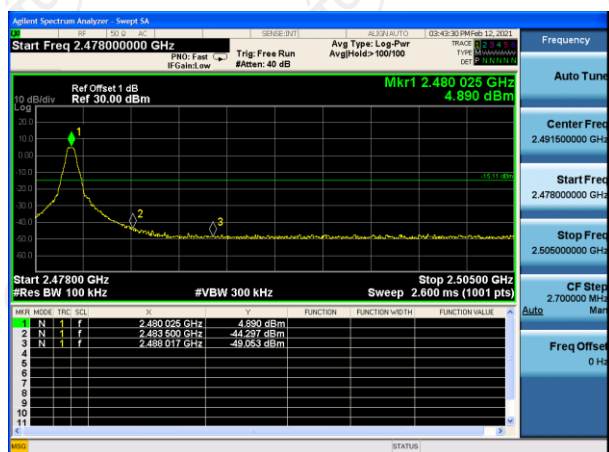 Agilent Spectrum Analyzer - Swept SA
RF 50 Ω AC SENSE:INT ALIGNAUTO 03:43:30 PM Feb 12, 2021
Start Freq 2.478000000 GHz
PNO: Fast
IFGain:Low
Trig: Free Run
#Atten: 40 dB
Avg Type: Log-Pwr
Avg|Hold:>100/100
TRACE 1 2 3 4 5 6
TYPE
DET P N N N N N
Ref Offset 1 dB
10 dB/div Ref 30.00 dBm
Log
Mkr1 2.480 025 GHz
4.890 dBm
20.0
10.0
0.00
-10.0
-20.0
-30.0
-40.0
-50.0
-60.0
1
2
3
-15.11 dBm
Start 2.47800 GHz Stop 2.50500 GHz
#Res BW 100 kHz #VBW 300 kHz Sweep 2.600 ms (1001 pts)
MKR MODE TRC SCL X Y FUNCTION FUNCTION WIDTH FUNCTION VALUE
1 N 1 f 2.480 025 GHz 4.890 dBm
2 N 1 f 2.483 500 GHz -44.297 dBm
3 N 1 f 2.488 017 GHz -49.053 dBm
4
5
6
7
8
9
10
11
MSG STATUS
Frequency
Auto Tune
Center Freq
2.491500000 GHz
Start Freq
2.478000000 GHz
Stop Freq
2.505000000 GHz
CF Step
2.700000 MHz
Auto Man
Freq Offset
0 Hz